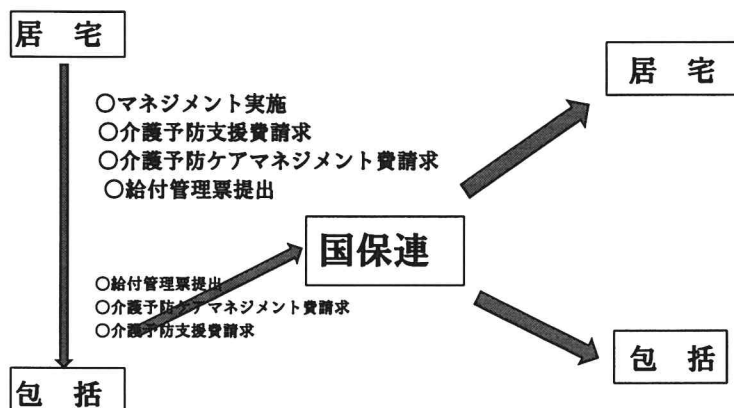 居 宅
○マネジメント実施
○介護予防支援費請求
○介護予防ケアマネジメント費請求
○給付管理票提出
居 宅
国保連
○給付管理票提出
○介護予防ケアマネジメント費請求
○介護予防支援費請求
包 括
包 括